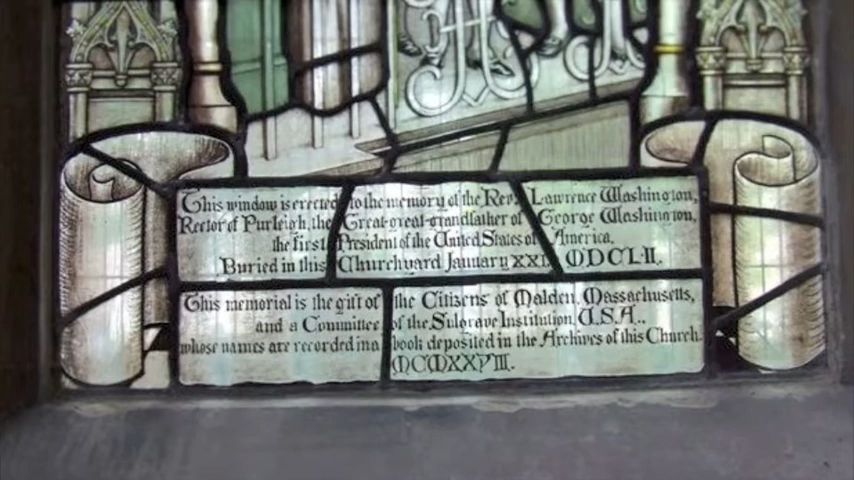 This window is erected to the memory of the Rev. Lawrence Washington,
Rector of Purleigh, the Great-great-grandfather of George Washington,
the first President of the United States of America.
Buried in this Churchyard January XXI MDCLII.
This memorial is the gift of the Citizens of Malden, Massachusetts,
and a Committee of the Sulgrave Institution, U.S.A.,
whose names are recorded in a book deposited in the Archives of this Church.
MCMXXVIII.